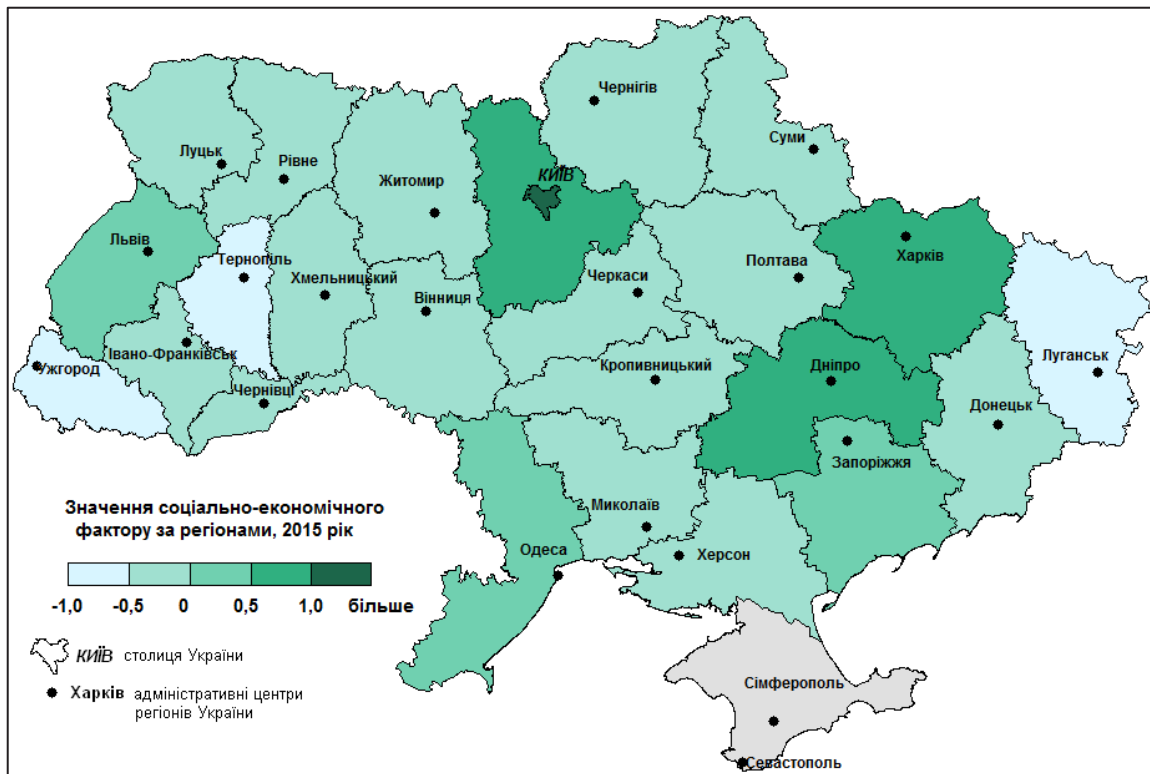 Чернігів
Суми
КИЇВ
Луцьк
Рівне
Житомир
Львів
Тернопіль
Хмельницький
Вінниця
Черкаси
Полтава
Харків
Ужгород
Івано-Франківськ
Чернівці
Кропивницький
Дніпро
Луганськ
Донецьк
Запоріжжя
Миколаїв
Одеса
Херсон
Сімферополь
Севастополь
Значення соціально-економічного
фактору за регіонами, 2015 рік
-1,0 -0,5 0 0,5 1,0 більше
КИЇВ столиця України
Харків адміністративні центри
регіонів України